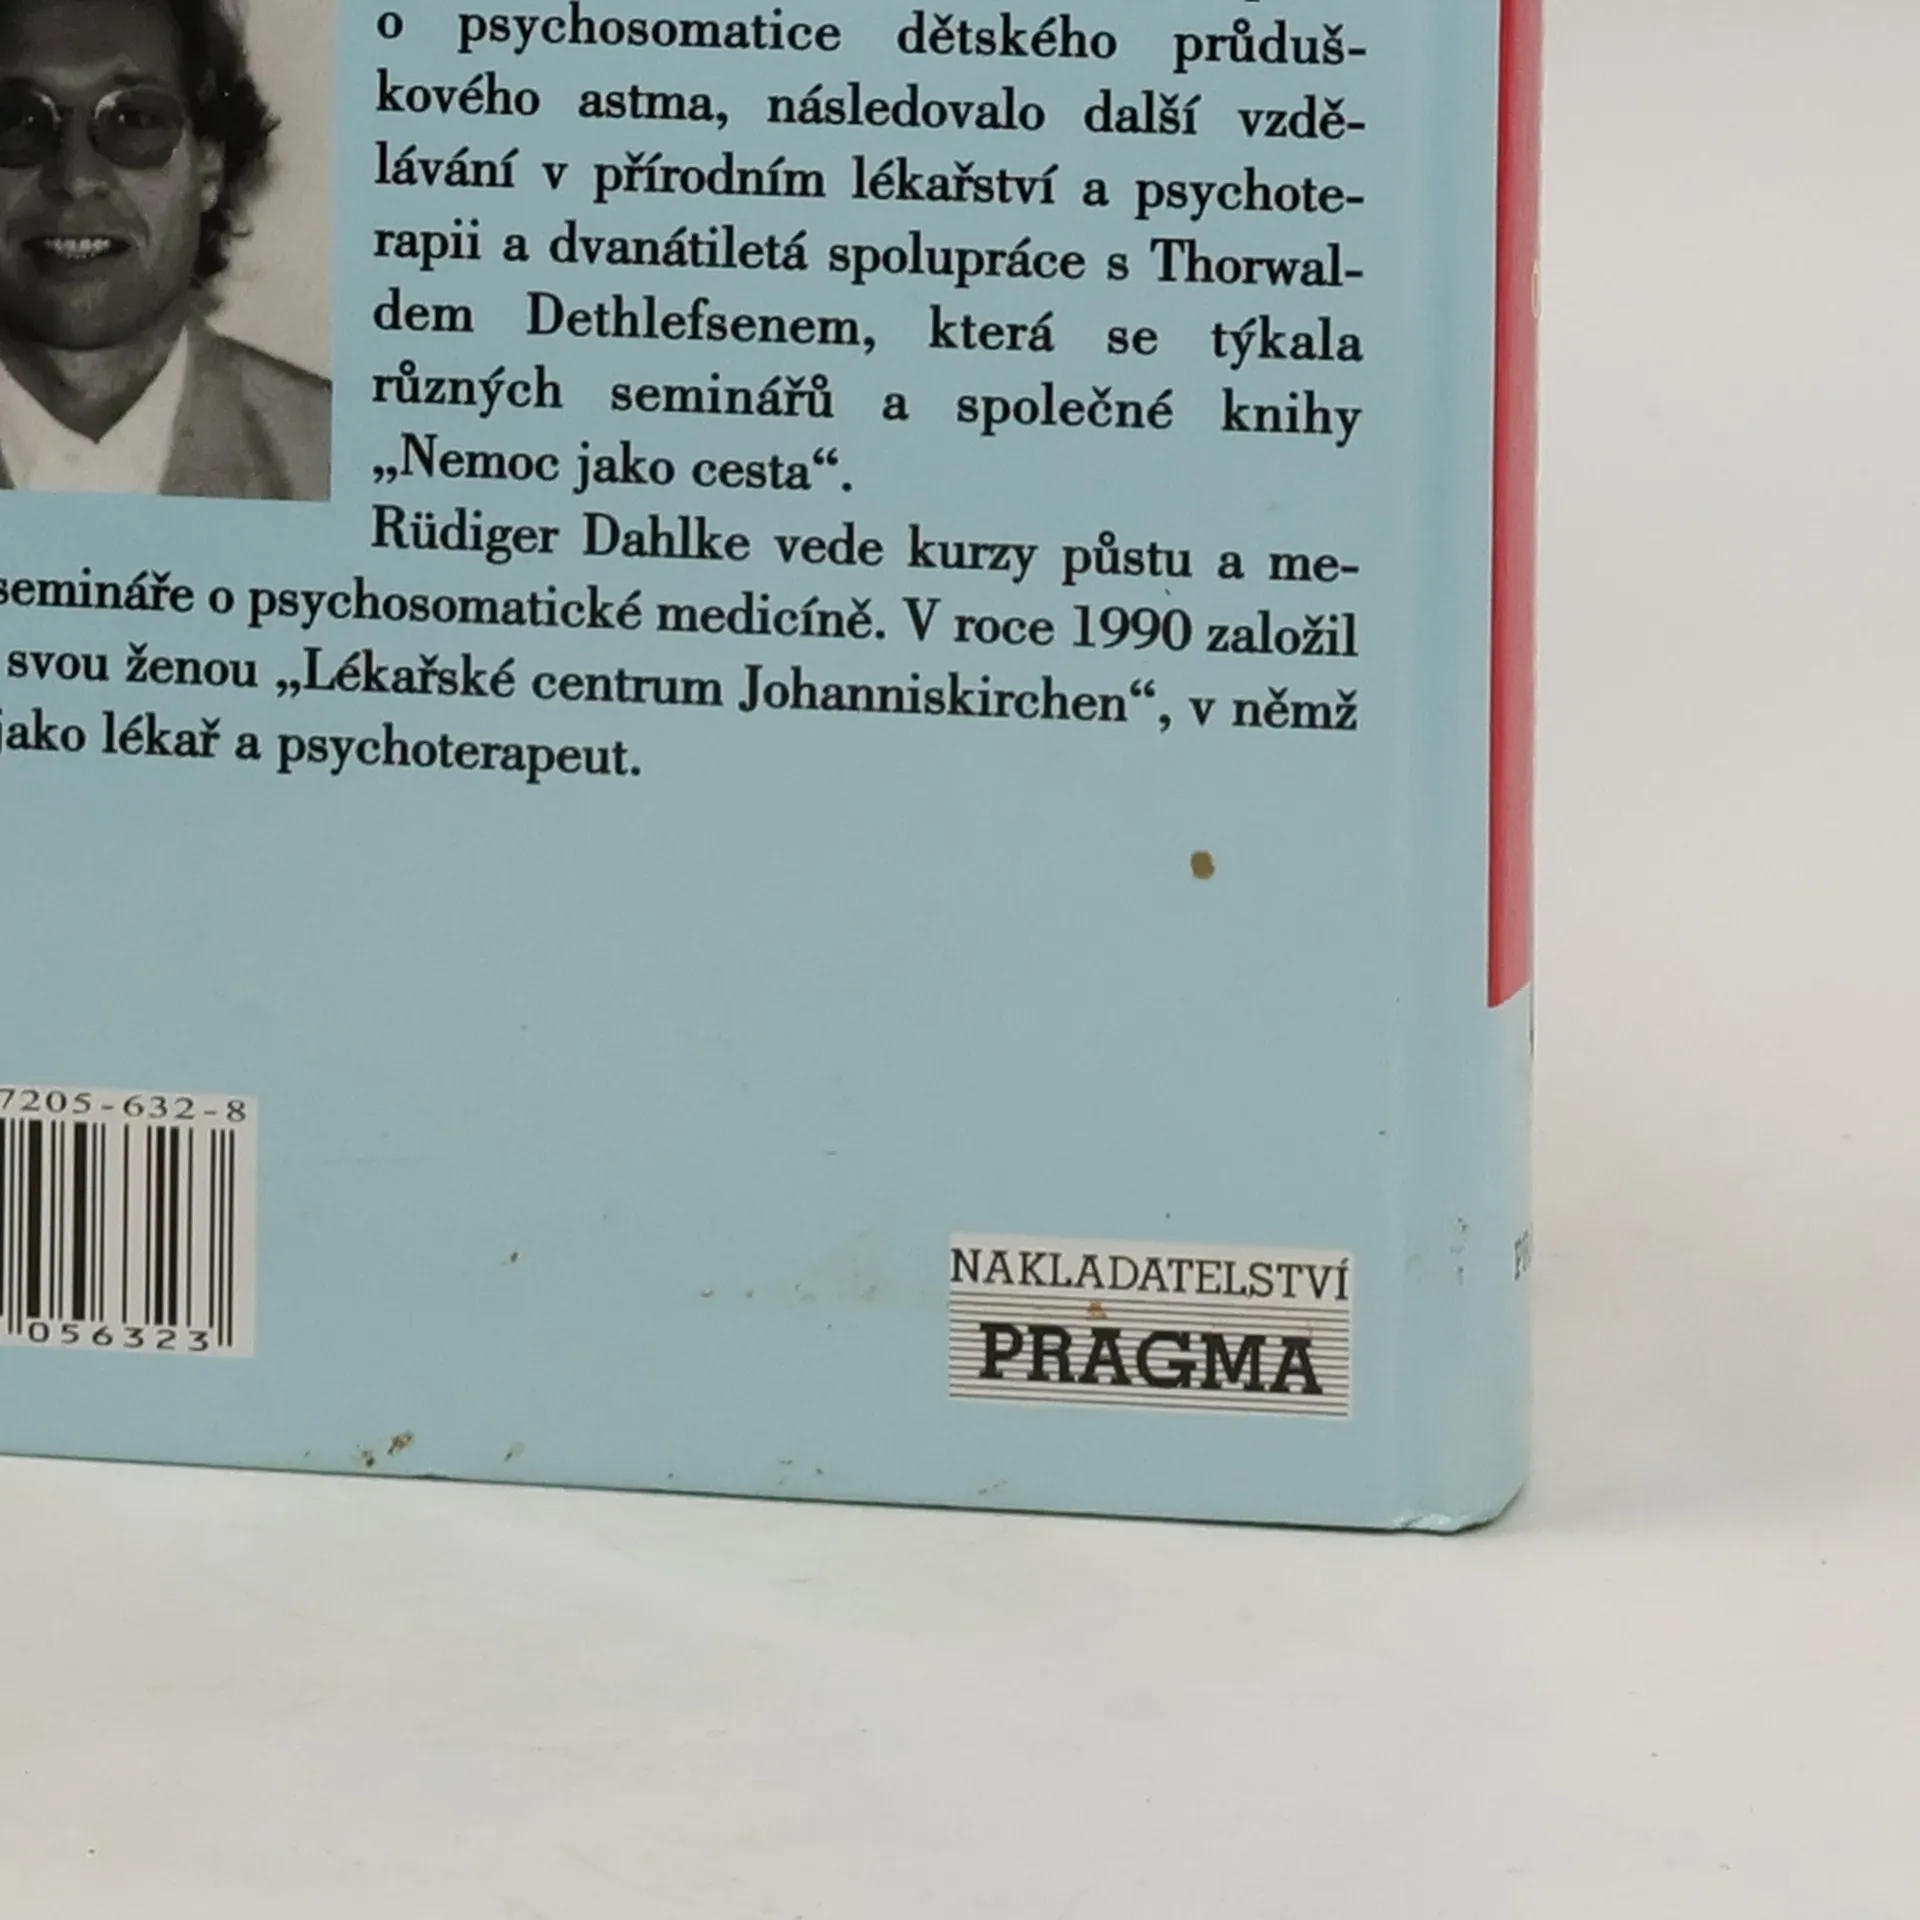 o psychosomatice dětského průduš-
kového astma, následovalo další vzdě-
lávání v přírodním lékařství a psychote-
rapii a dvanátiletá spolupráce s Thorwal-
dem Dethlefsenem, která se týkala
různých seminářů a společné knihy
„Nemoc jako cesta“.
Rüdiger Dahlke vede kurzy půstu a me-
semináře o psychosomatické medicíně. V roce 1990 založil
svou ženou „Lékařské centrum Johanniskirchen“, v němž
jako lékař a psychoterapeut.
7205-632-8
056323
NAKLADATELSTVÍ
PRAGMA